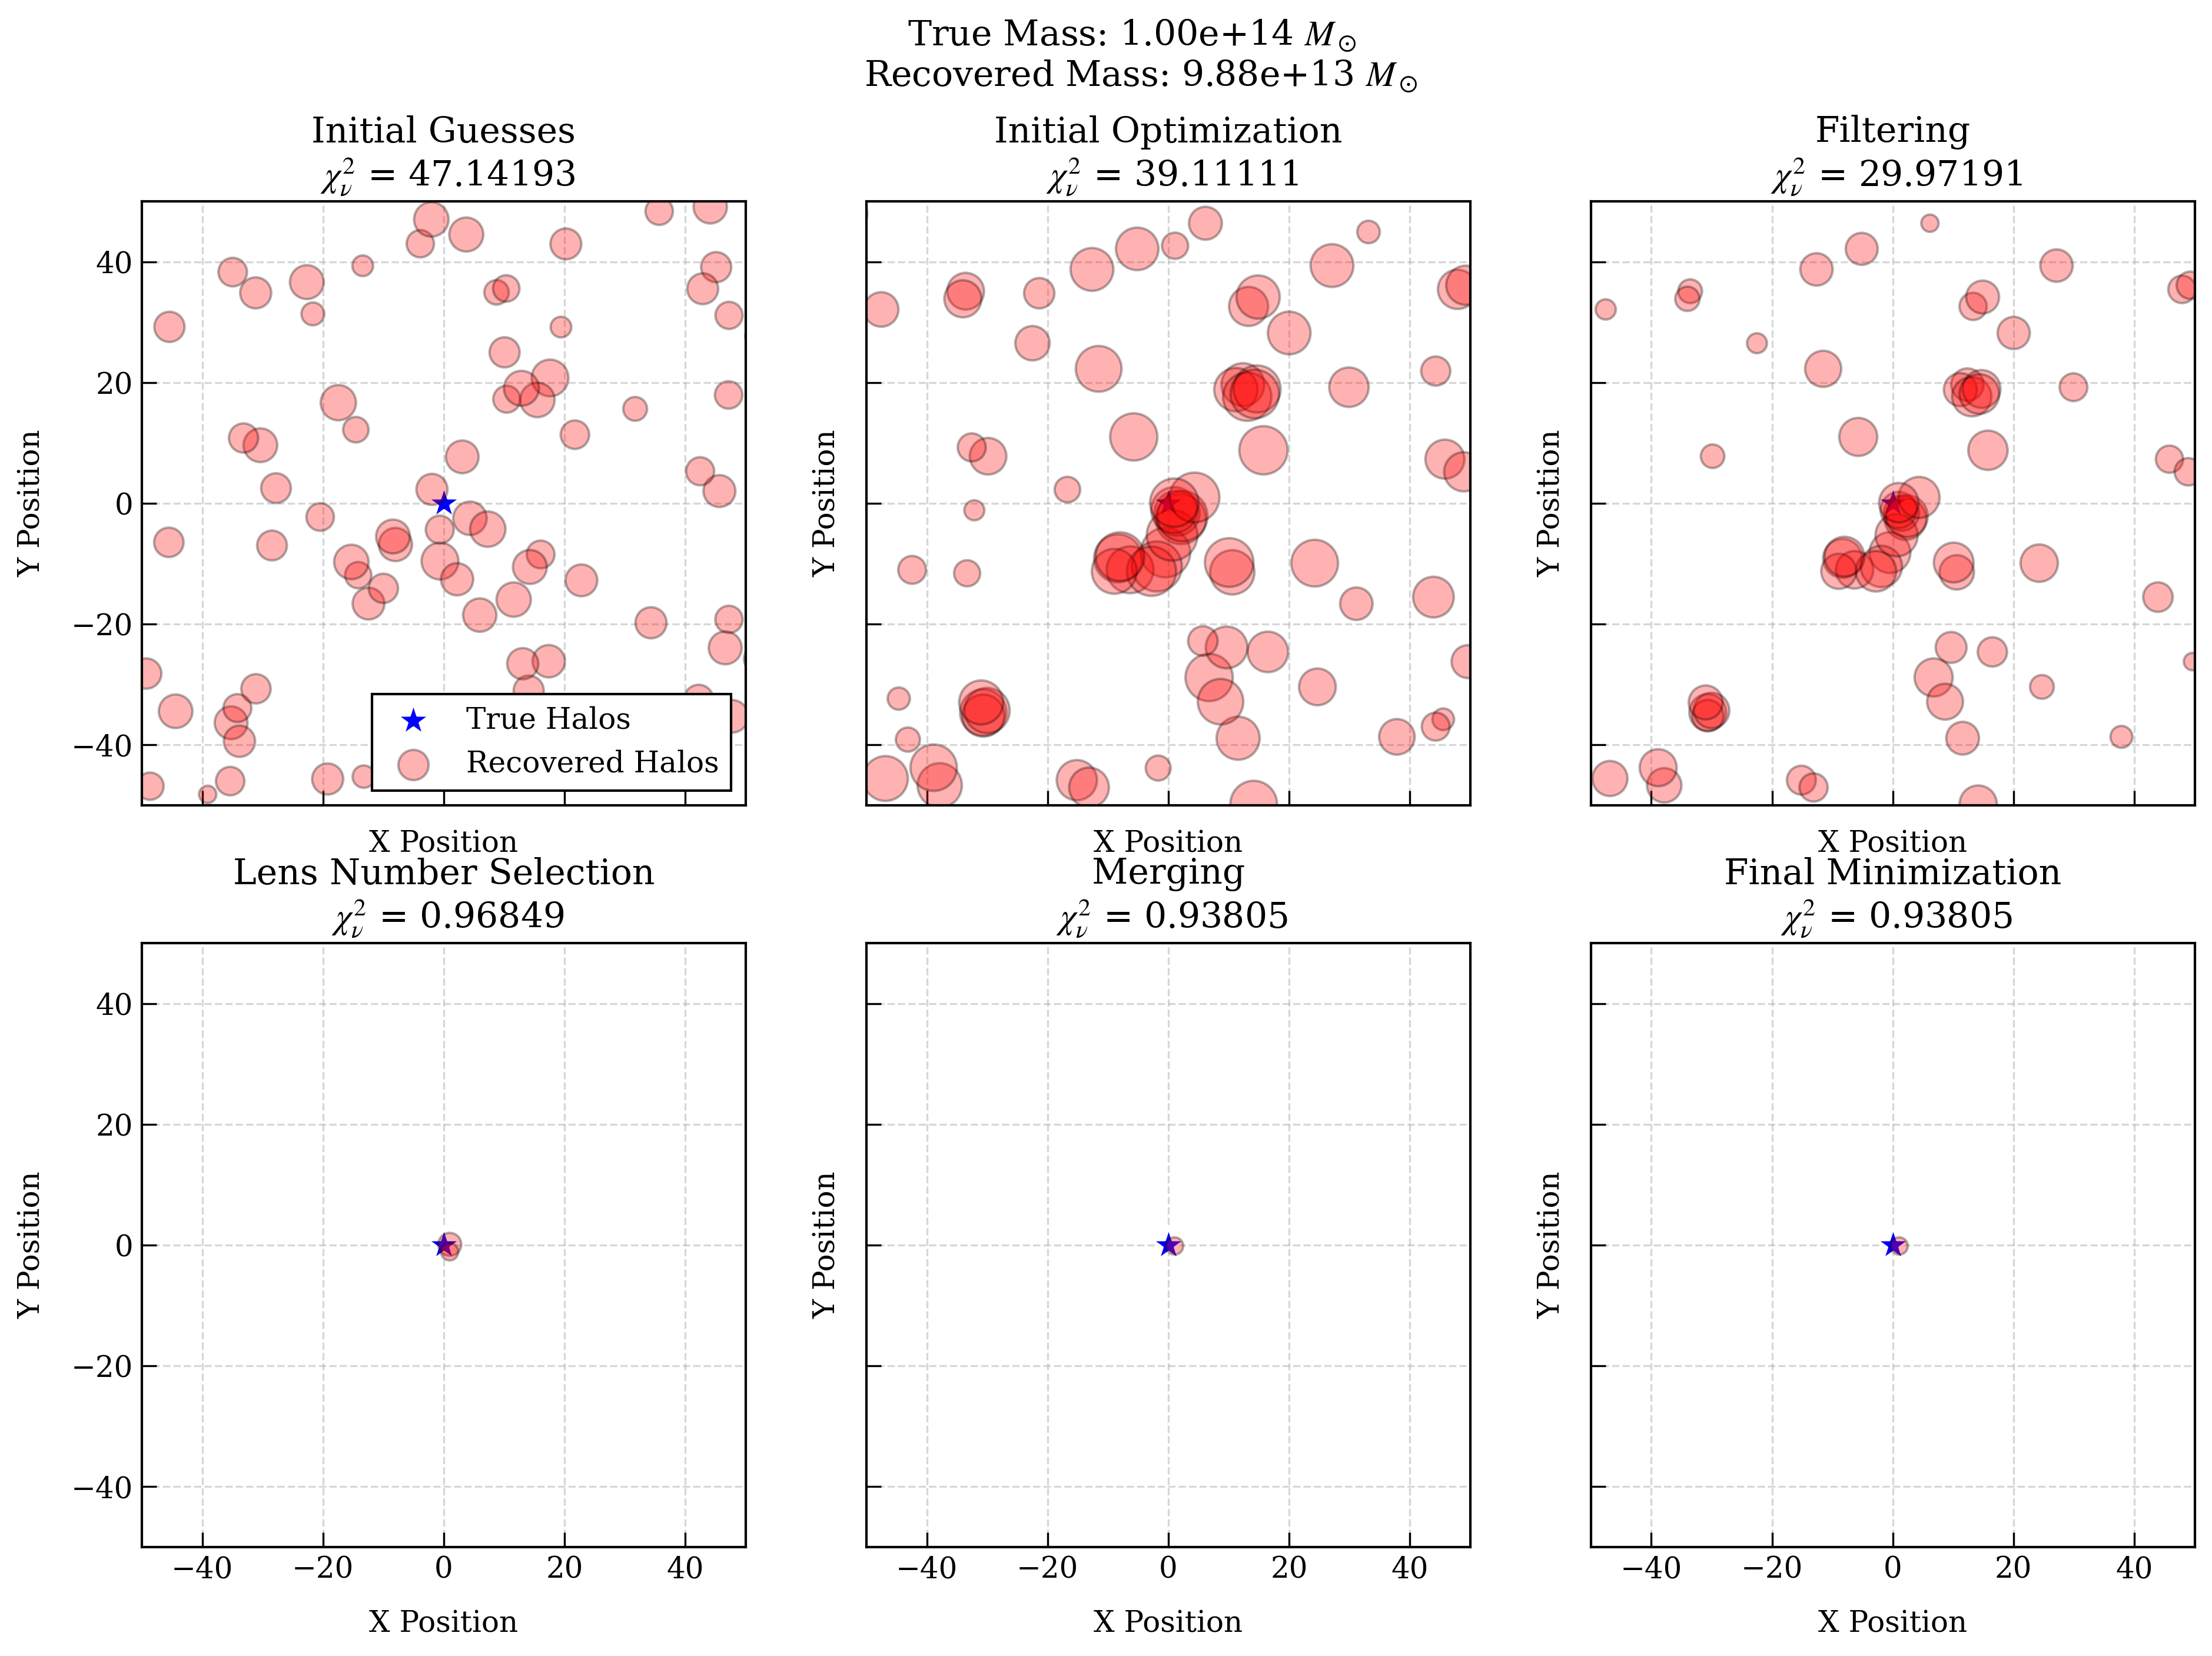 True Mass: 1.00e+14 M⊙
Recovered Mass: 9.88e+13 M⊙
Initial Guesses
χ²ν = 47.14193
Initial Optimization
χ²ν = 39.11111
Filtering
χ²ν = 29.97191
Y Position
40
20
0
−20
−40
True Halos
Recovered Halos
X Position
Y Position
X Position
Y Position
X Position
Lens Number Selection
χ²ν = 0.96849
Merging
χ²ν = 0.93805
Final Minimization
χ²ν = 0.93805
Y Position
40
20
0
−20
−40
−40 −20 0 20 40
X Position
Y Position
−40 −20 0 20 40
X Position
Y Position
−40 −20 0 20 40
X Position